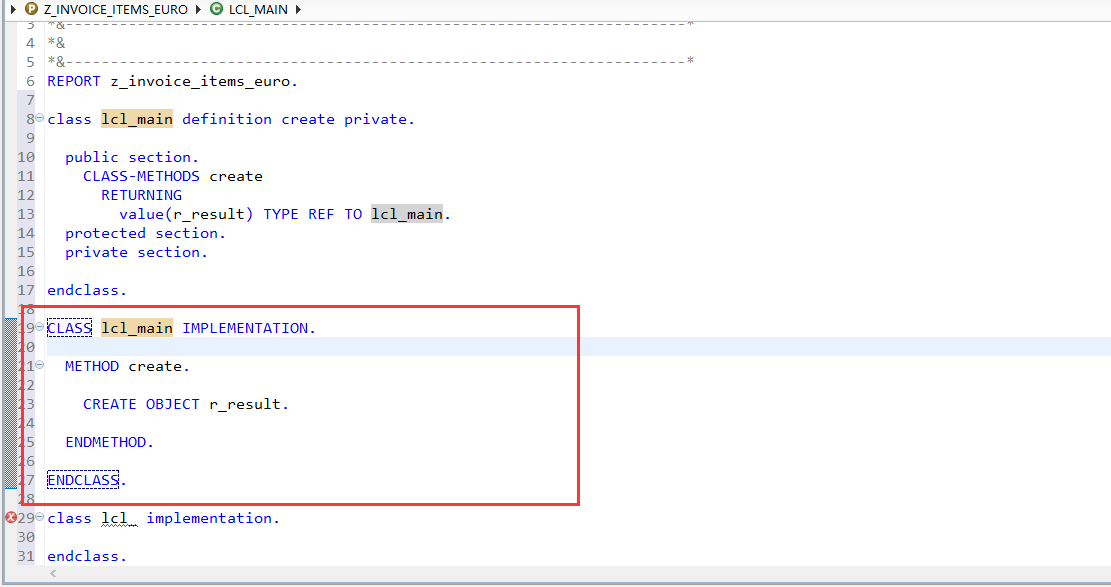 Z_INVOICE_ITEMS_EURO LCL_MAIN
3 *&---------------------------------------------------------------------*
4 *&
5 *&---------------------------------------------------------------------*
6 REPORT z_invoice_items_euro.
7
8 class lcl_main definition create private.
9
10 public section.
11 CLASS-METHODS create
12 RETURNING
13 value(r_result) TYPE REF TO lcl_main.
14 protected section.
15 private section.
16
17 endclass.
18
19 CLASS lcl_main IMPLEMENTATION.
20
21 METHOD create.
22
23 CREATE OBJECT r_result.
24
25 ENDMETHOD.
26
27 ENDCLASS.
28
29 class lcl_ implementation.
30
31 endclass.